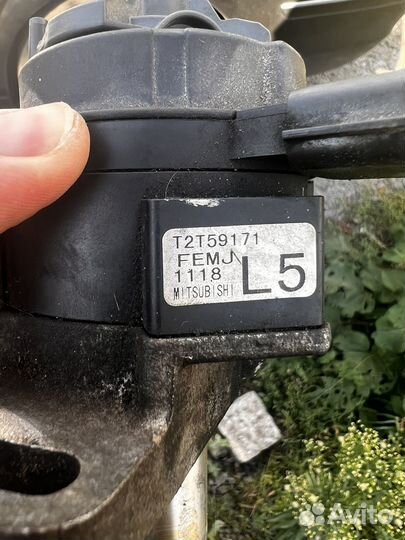 T2T59171
FEMJ
1118
MITSUBISHI L5
Avito